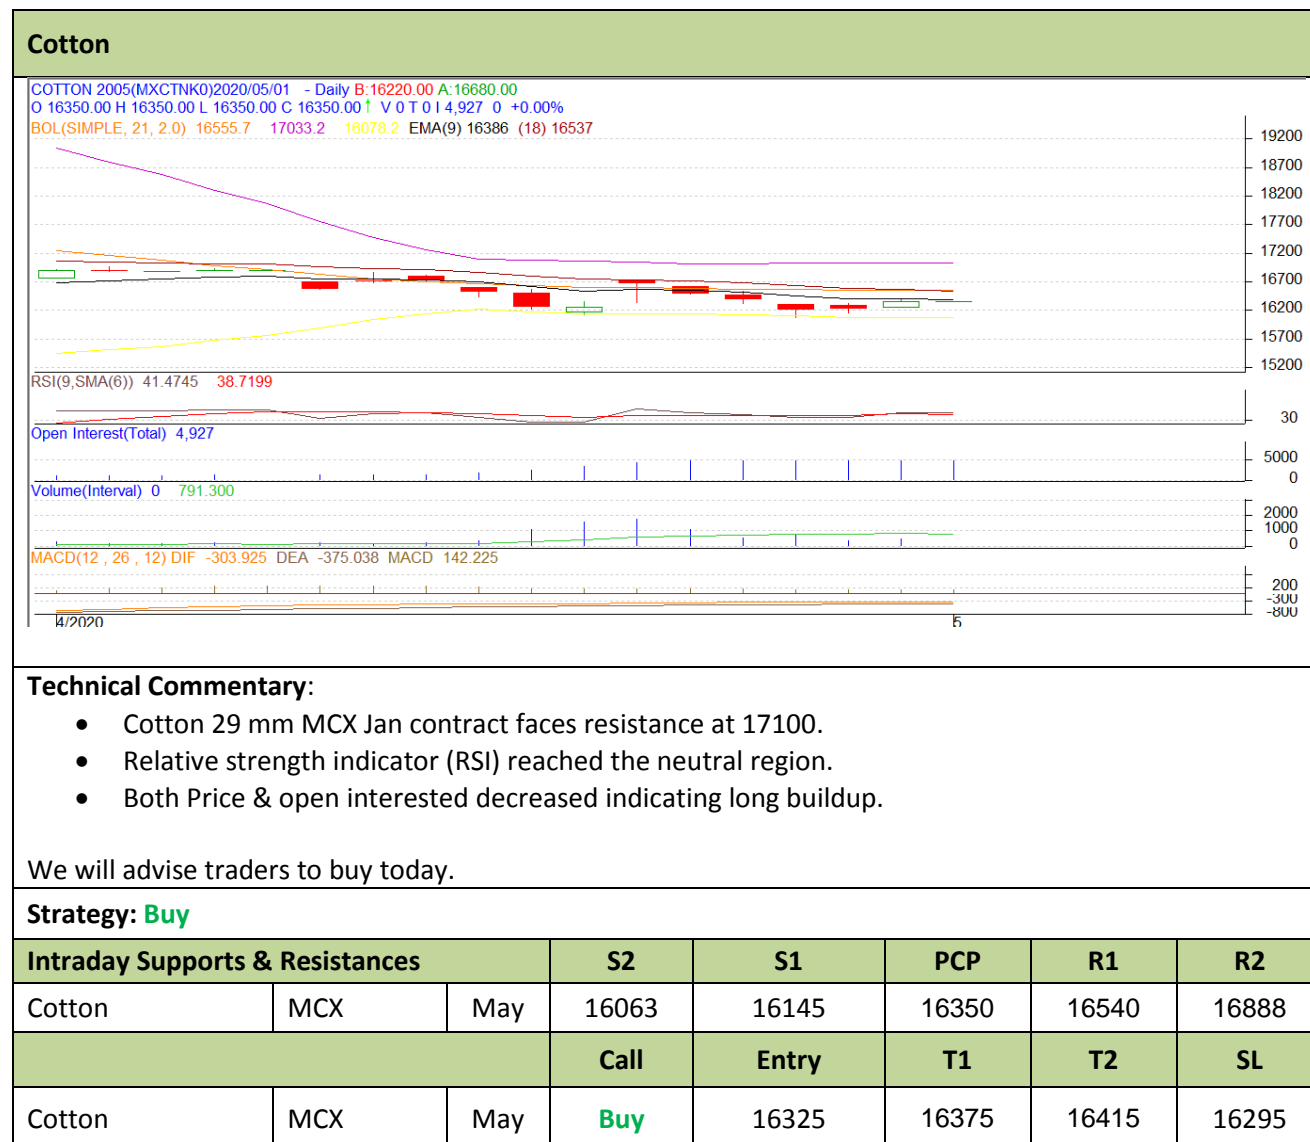 Cotton
COTTON 2005(MXCTNK0)2020/05/01 - Daily B:16220.00 A:16680.00
O 16350.00 H 16350.00 L 16350.00 C 16350.00↑ V 0 T 0 I 4,927 0 +0.00%
BOL(SIMPLE, 21, 2.0) 16555.7 17033.2 16078.2 EMA(9) 16386 (18) 16537
19200
18700
18200
17700
17200
16700
16200
15700
15200
RSI(9,SMA(6)) 41.4745 38.7199
30
Open Interest(Total) 4,927
5000
0
Volume(Interval) 0 791.300
2000
1000
0
MACD(12 , 26 , 12) DIF -303.925 DEA -375.038 MACD 142.225
200
-300
-800
4/2020 5
Technical Commentary:
• Cotton 29 mm MCX Jan contract faces resistance at 17100.
• Relative strength indicator (RSI) reached the neutral region.
• Both Price & open interested decreased indicating long buildup.
We will advise traders to buy today.
Strategy: Buy
Intraday Supports & Resistances S2 S1 PCP R1 R2
Cotton MCX May 16063 16145 16350 16540 16888
Call Entry T1 T2 SL
Cotton MCX May Buy 16325 16375 16415 16295